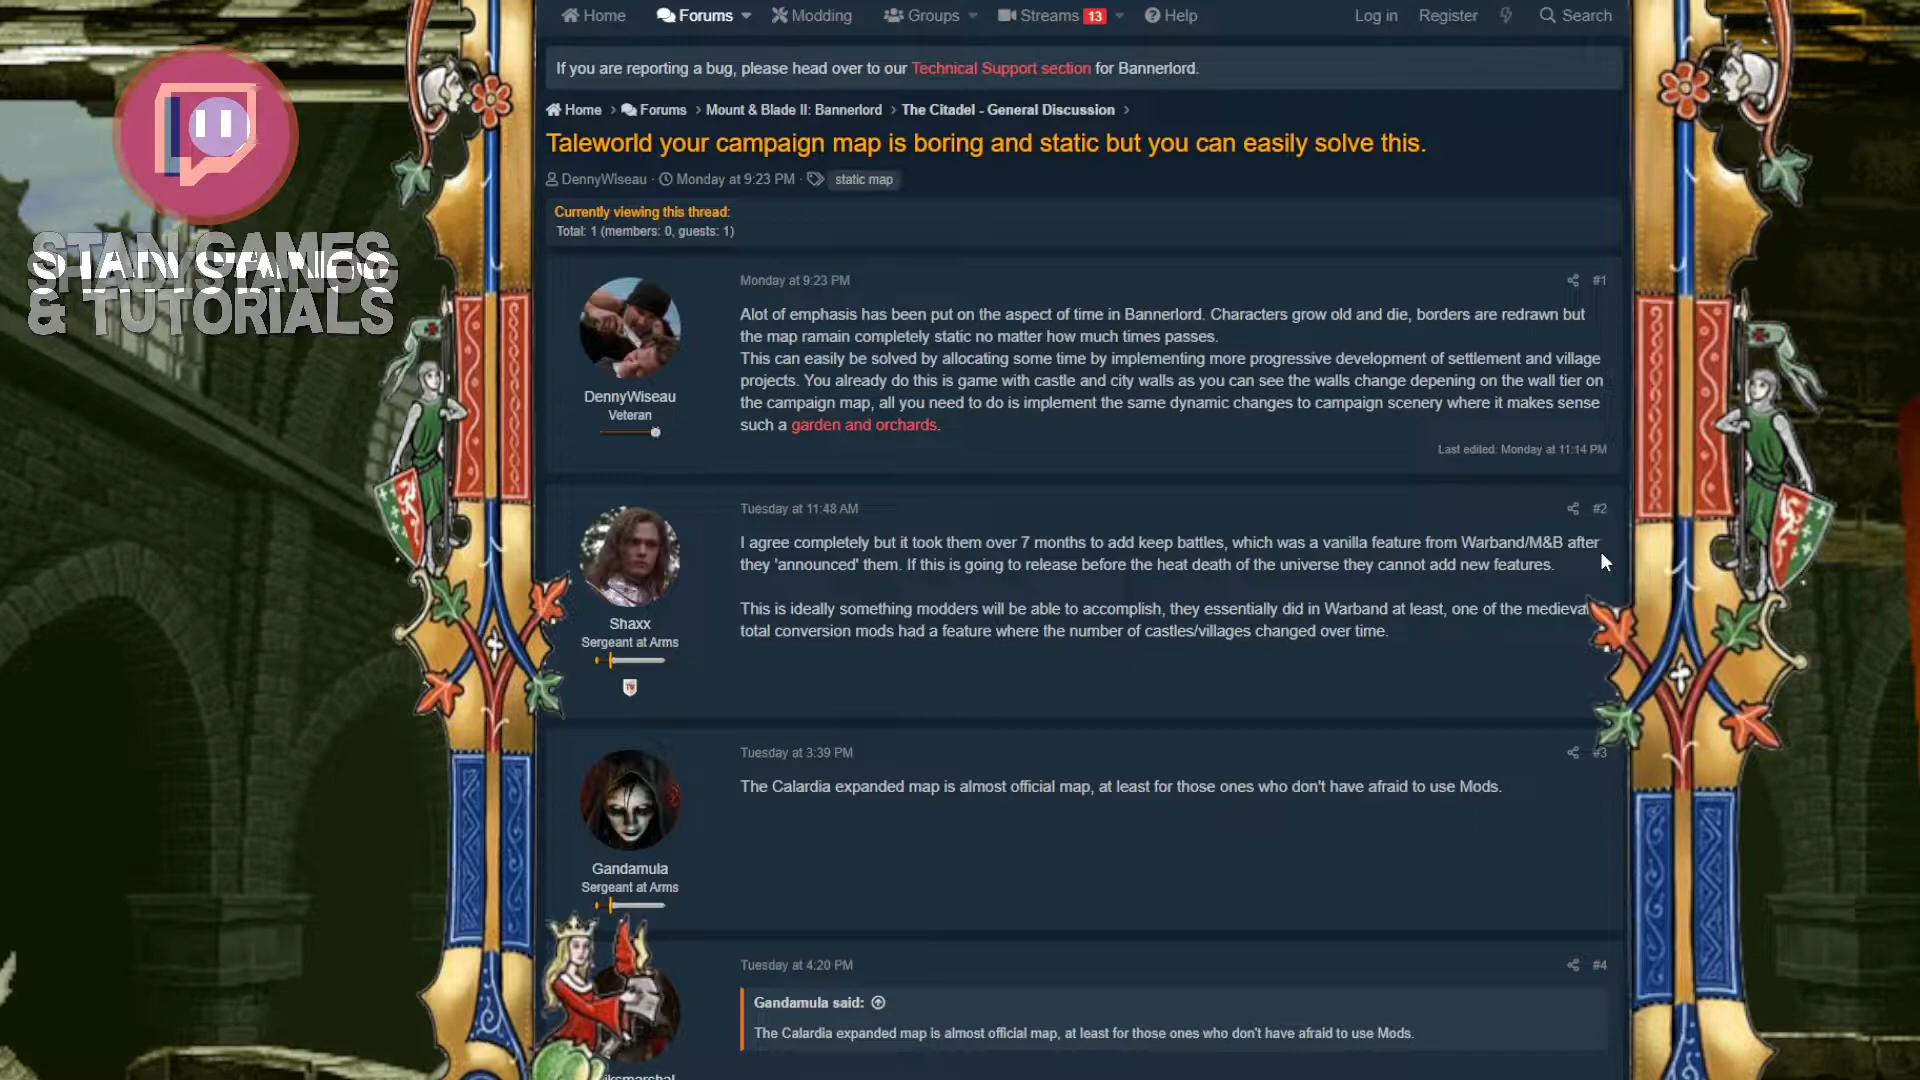 Home
Forums
Modding
Groups
Streams 13
Help
Log in
Register
Search
If you are reporting a bug, please head over to our Technical Support section for Bannerlord.
Home > Forums > Mount & Blade II: Bannerlord > The Citadel - General Discussion >
Taleworld your campaign map is boring and static but you can easily solve this.
DennyWiseau · Monday at 9:23 PM · static map
Currently viewing this thread:
Total: 1 (members: 0, guests: 1)
STAN GAMES
& TUTORIALS
Monday at 9:23 PM
#1
DennyWiseau
Veteran
Alot of emphasis has been put on the aspect of time in Bannerlord. Characters grow old and die, borders are redrawn but
the map ramain completely static no matter how much times passes.
This can easily be solved by allocating some time by implementing more progressive development of settlement and village
projects. You already do this is game with castle and city walls as you can see the walls change depening on the wall tier on
the campaign map, all you need to do is implement the same dynamic changes to campaign scenery where it makes sense
such a garden and orchards.
Last edited: Monday at 11:14 PM
Tuesday at 11:48 AM
#2
Shaxx
Sergeant at Arms
I agree completely but it took them over 7 months to add keep battles, which was a vanilla feature from Warband/M&B after
they 'announced' them. If this is going to release before the heat death of the universe they cannot add new features.
This is ideally something modders will be able to accomplish, they essentially did in Warband at least, one of the medieval
total conversion mods had a feature where the number of castles/villages changed over time.
Tuesday at 3:39 PM
#3
Gandamula
Sergeant at Arms
The Calardia expanded map is almost official map, at least for those ones who don't have afraid to use Mods.
Tuesday at 4:20 PM
#4
Gandamula said:
The Calardia expanded map is almost official map, at least for those ones who don't have afraid to use Mods.